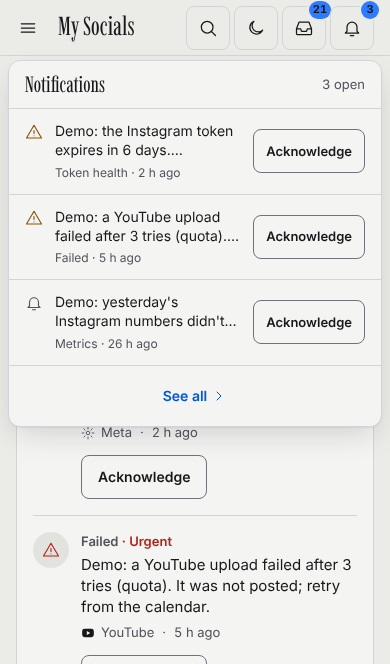 My Socials
21
3
Notifications
3 open
Demo: the Instagram token
expires in 6 days....
Token health · 2 h ago
Acknowledge
Demo: a YouTube upload
failed after 3 tries (quota)....
Failed · 5 h ago
Acknowledge
Demo: yesterday's
Instagram numbers didn't...
Metrics · 26 h ago
Acknowledge
See all
Meta · 2 h ago
Acknowledge
Failed · Urgent
Demo: a YouTube upload failed after 3
tries (quota). It was not posted; retry
from the calendar.
YouTube · 5 h ago